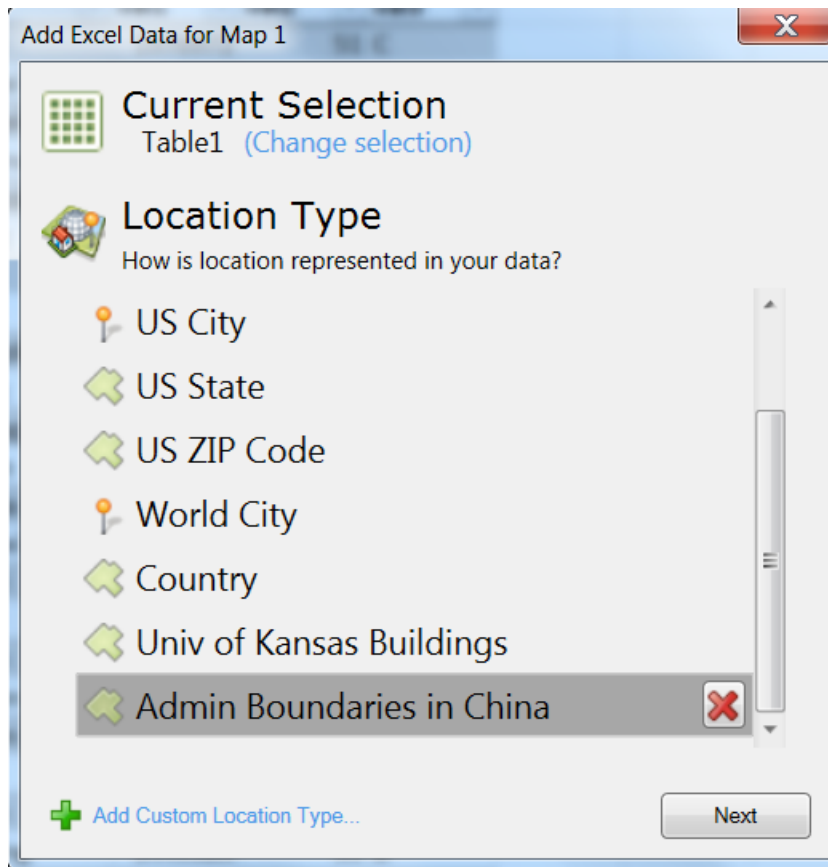 Add Excel Data for Map 1
Current Selection
Table1 (Change selection)
Location Type
How is location represented in your data?
US City
US State
US ZIP Code
World City
Country
Univ of Kansas Buildings
Admin Boundaries in China
Add Custom Location Type...
Next